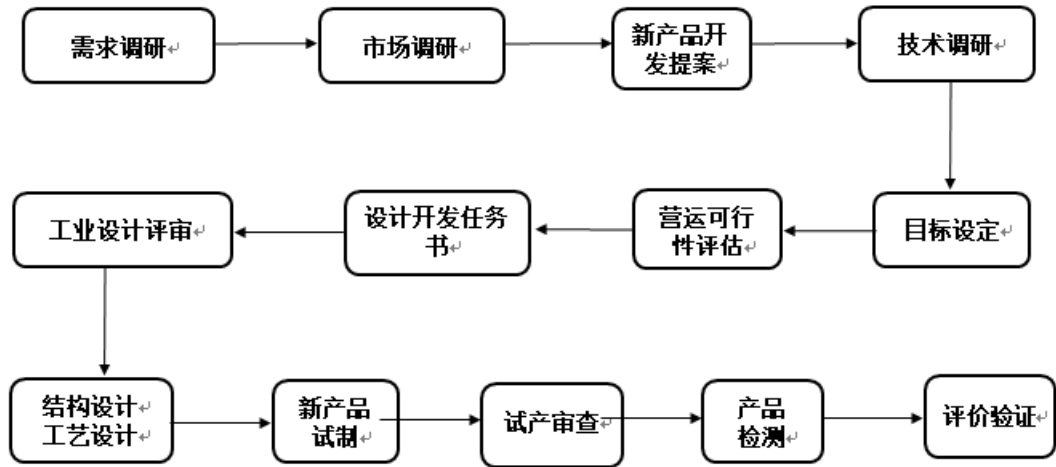 需求调研
市场调研
新产品开
发提案
技术调研
目标设定
营运可行
性评估
设计开发任务
书
工业设计评审
结构设计
工艺设计
新产品
试制
试产审查
产品
检测
评价验证